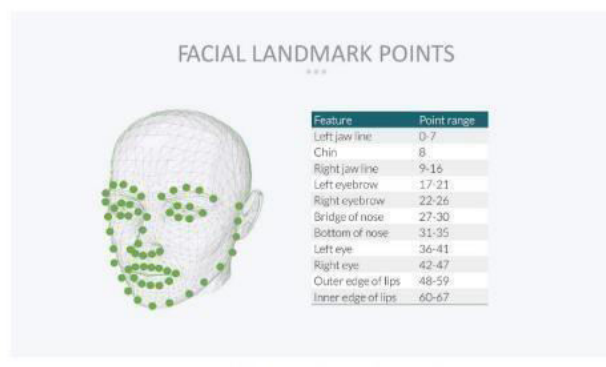 FACIAL LANDMARK POINTS
Feature Point range
Left jaw line 0-7
Chin 8
Right jaw line 9-16
Left eyebrow 17-21
Right eyebrow 22-26
Bridge of nose 27-30
Bottom of nose 31-35
Left eye 36-41
Right eye 42-47
Outer edge of lips 48-59
Inner edge of lips 60-67